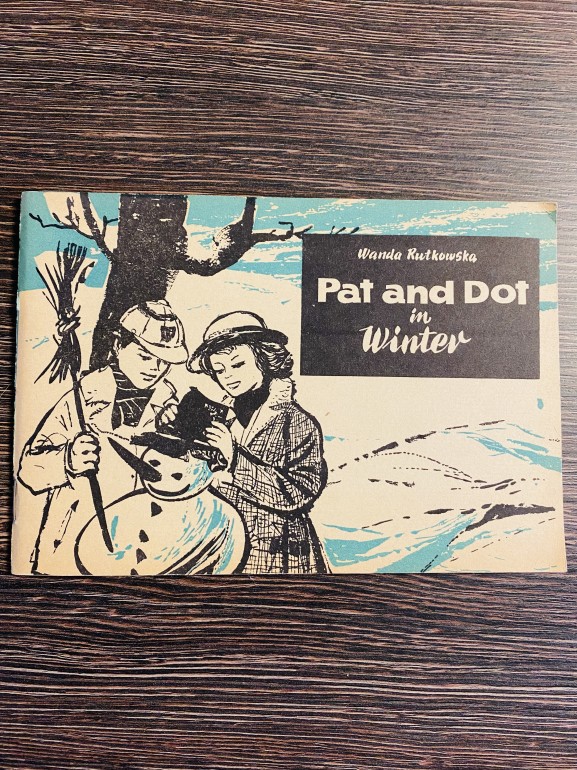 Wanda Rutkowska
Pat and Dot
in
Winter